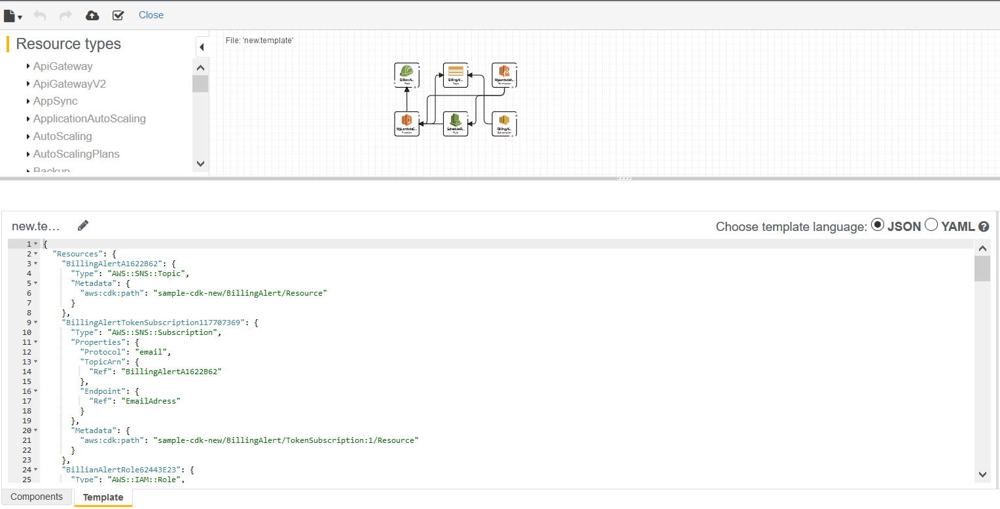 Close
Resource types
ApiGateway
ApiGatewayV2
AppSync
ApplicationAutoScaling
AutoScaling
AutoScalingPlans
Backup
File: 'new.template'
BillianAl...
Role
BillingAl...
Topic
MyLambdaA...
Permission
MyLambdaC...
Function
ScheduleR...
Rule
BillingAl...
Subscription
new.te...
Choose template language: JSON YAML
1 {
2 "Resources": {
3 "BillingAlertA1622B62": {
4 "Type": "AWS::SNS::Topic",
5 "Metadata": {
6 "aws:cdk:path": "sample-cdk-new/BillingAlert/Resource"
7 }
8 },
9 "BillingAlertTokenSubscription117707369": {
10 "Type": "AWS::SNS::Subscription",
11 "Properties": {
12 "Protocol": "email",
13 "TopicArn": {
14 "Ref": "BillingAlertA1622B62"
15 },
16 "Endpoint": {
17 "Ref": "EmailAdress"
18 }
19 },
20 "Metadata": {
21 "aws:cdk:path": "sample-cdk-new/BillingAlert/TokenSubscription:1/Resource"
22 }
23 },
24 "BillianAlertRole62443E23": {
25 "Type": "AWS::IAM::Role",
Components
Template